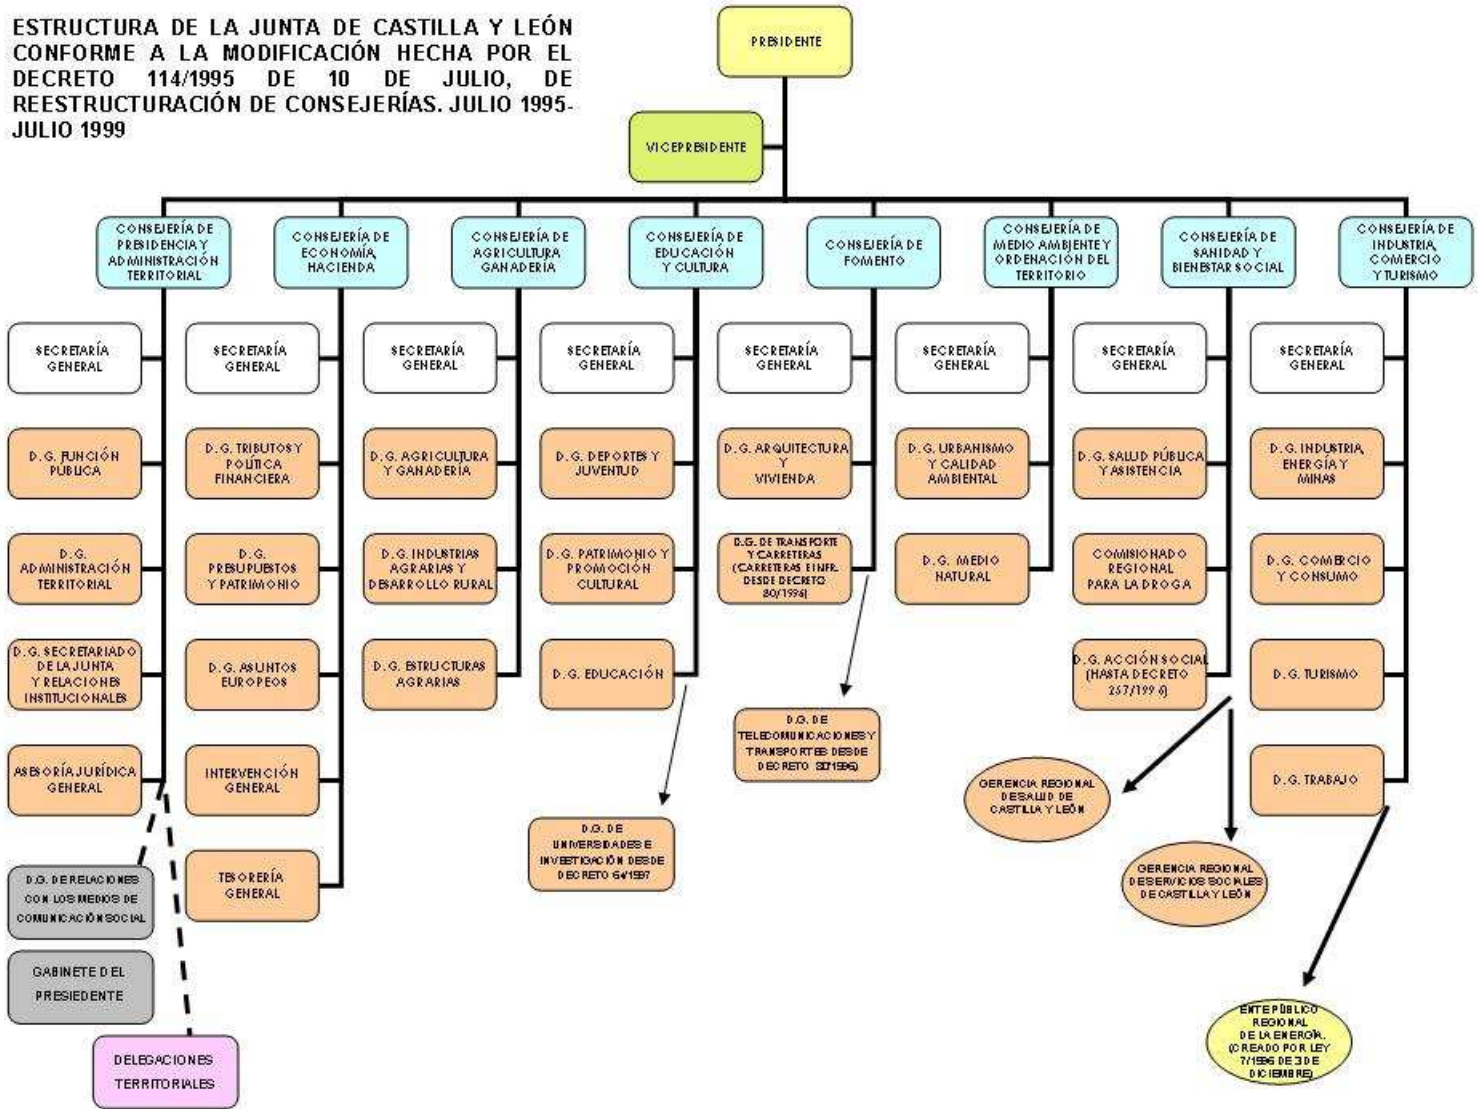 ESTRUCTURA DE LA JUNTA DE CASTILLA Y LEÓN
CONFORME A LA MODIFICACIÓN HECHA POR EL
DECRETO 114/1995 DE 10 DE JULIO, DE
REESTRUCTURACIÓN DE CONSEJERÍAS. JULIO 1995-
JULIO 1999
PRESIDENTE
VICEPRESIDENTE
CONSEJERÍA DE
PRESIDENCIA Y
ADMINISTRACIÓN
TERRITORIAL
CONSEJERÍA DE
ECONOMÍA,
HACIENDA
CONSEJERÍA DE
AGRICULTURA
GANADERÍA
CONSEJERÍA DE
EDUCACIÓN
Y CULTURA
CONSEJERÍA DE
FOMENTO
CONSEJERÍA DE
MEDIO AMBIENTE Y
ORDENACIÓN DEL
TERRITORIO
CONSEJERÍA DE
SANIDAD Y
BIENESTAR SOCIAL
CONSEJERÍA DE
INDUSTRIA,
COMERCIO
Y TURISMO
SECRETARÍA
GENERAL
SECRETARÍA
GENERAL
SECRETARÍA
GENERAL
SECRETARÍA
GENERAL
SECRETARÍA
GENERAL
SECRETARÍA
GENERAL
SECRETARÍA
GENERAL
SECRETARÍA
GENERAL
D.G. FUNCIÓN
PÚBLICA
D.G. TRIBUTOS Y
POLÍTICA
FINANCIERA
D.G. AGRICULTURA
Y GANADERÍA
D.G. DEPORTES Y
JUVENTUD
D.G. ARQUITECTURA
Y
VIVIENDA
D.G. URBANISMO
Y CALIDAD
AMBIENTAL
D.G. SALUD PÚBLICA
Y ASISTENCIA
D.G. INDUSTRIA,
ENERGÍA Y
MINAS
D.G.
ADMINISTRACIÓN
TERRITORIAL
D.G.
PRESUPUESTOS
Y PATRIMONIO
D.G. INDUSTRIAS
AGRARIAS Y
DESARROLLO RURAL
D.G. PATRIMONIO Y
PROMOCIÓN
CULTURAL
D.G. DE TRANSPORTE
Y CARRETERAS
(CARRETERAS E INFR.
DESDE DECRETO
80/1996)
D.G. MEDIO
NATURAL
COMISIONADO
REGIONAL
PARA LA DROGA
D.G. COMERCIO
Y CONSUMO
D.G. SECRETARIADO
DE LA JUNTA
Y RELACIONES
INSTITUCIONALES
D.G. ASUNTOS
EUROPEOS
D.G. ESTRUCTURAS
AGRARIAS
D.G. EDUCACIÓN
D.G. ACCIÓN SOCIAL
(HASTA DECRETO
257/1996)
D.G. TURISMO
D.G. DE
TELECOMUNICACIONES Y
TRANSPORTES DESDE
DECRETO 80/1996)
ASESORÍA JURÍDICA
GENERAL
INTERVENCIÓN
GENERAL
GERENCIA REGIONAL
DE SALUD DE
CASTILLA Y LEÓN
D.G. TRABAJO
D.G. DE
UNIVERSIDADES E
INVESTIGACIÓN DESDE
DECRETO 64/1997
D.G. DE RELACIONES
CON LOS MEDIOS DE
COMUNICACIÓN SOCIAL
TESORERÍA
GENERAL
GERENCIA REGIONAL
DE SERVICIOS SOCIALES
DE CASTILLA Y LEÓN
GABINETE DEL
PRESIEDENTE
ENTE PÚBLICO
REGIONAL
DE LA ENERGÍA.
(CREADO POR LEY
7/1996 DE 3 DE
DICIEMBRE)
DELEGACIONES
TERRITORIALES